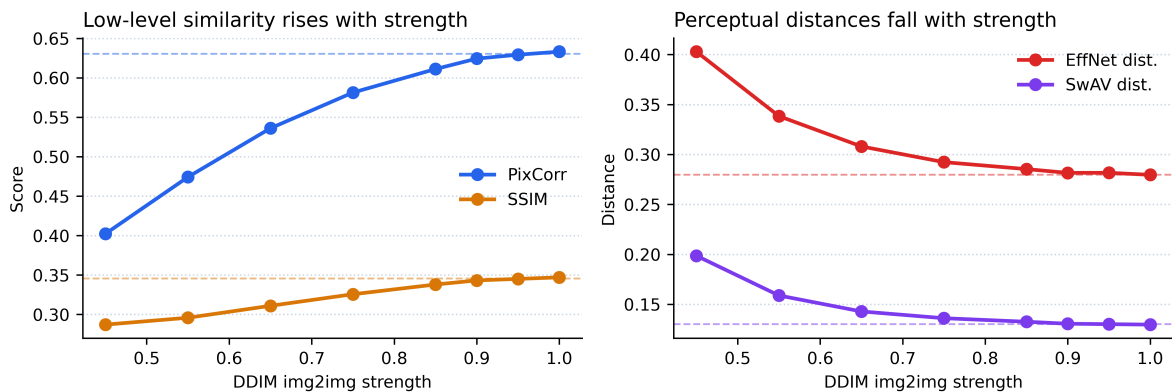 Low-level similarity rises with strength
0.65
0.60
0.55
0.50
0.45
0.40
0.35
0.30
Score
PixCorr
SSIM
0.5
0.6
0.7
0.8
0.9
1.0
DDIM img2img strength
Perceptual distances fall with strength
0.40
0.35
0.30
0.25
0.20
0.15
Distance
EffNet dist.
SwAV dist.
0.5
0.6
0.7
0.8
0.9
1.0
DDIM img2img strength